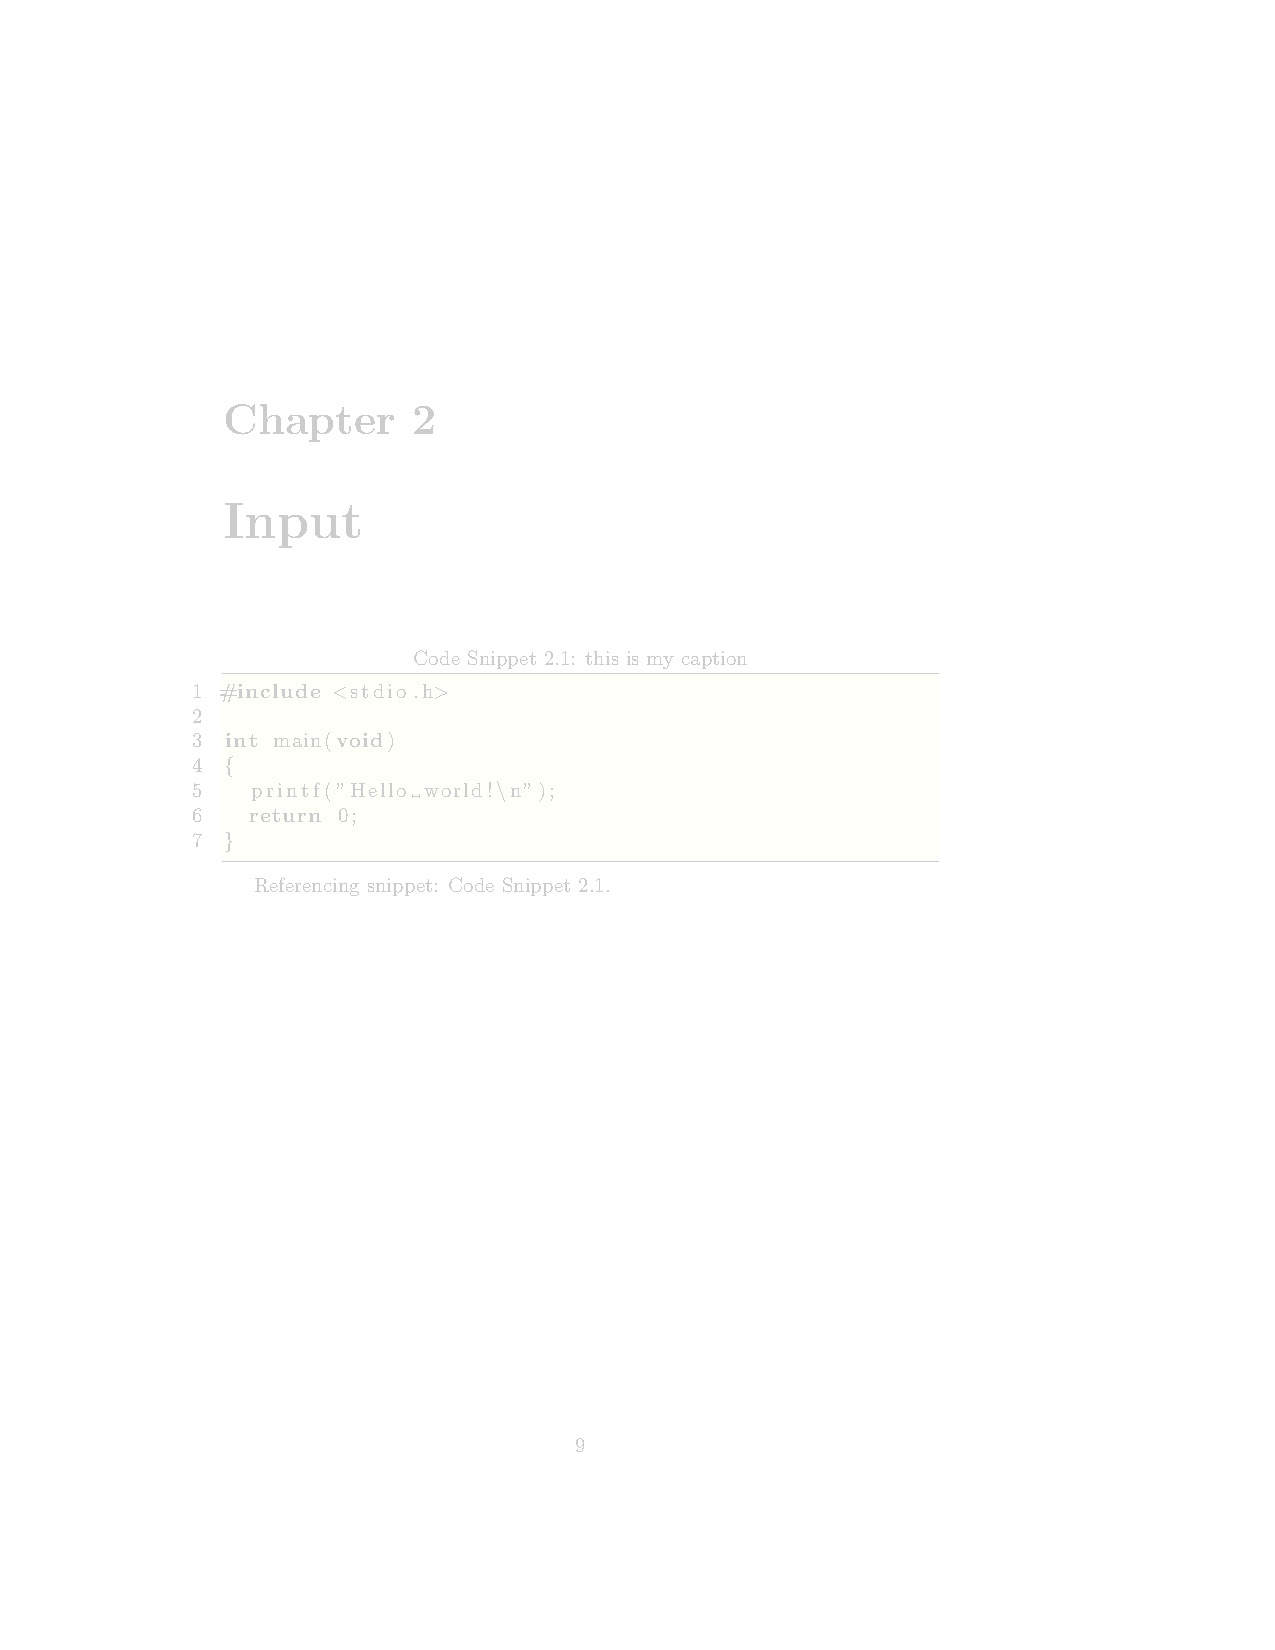 Chapter 2
Input
Code Snippet 2.1: this is my caption
1 #include <stdio.h>
2
3 int main(void)
4 {
5   printf("Hello␣world!\n");
6   return 0;
7 }
Referencing snippet: Code Snippet 2.1.
9